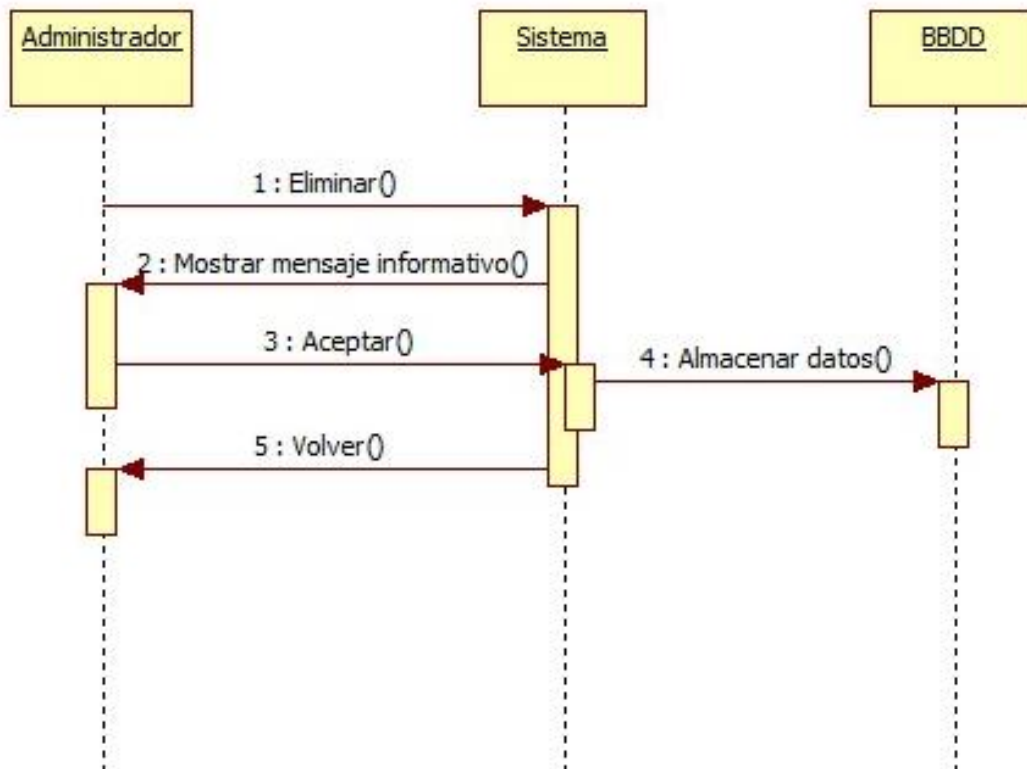 Administrador
Sistema
BBDD
1 : Eliminar()
2 : Mostrar mensaje informativo()
3 : Aceptar()
4 : Almacenar datos()
5 : Volver()